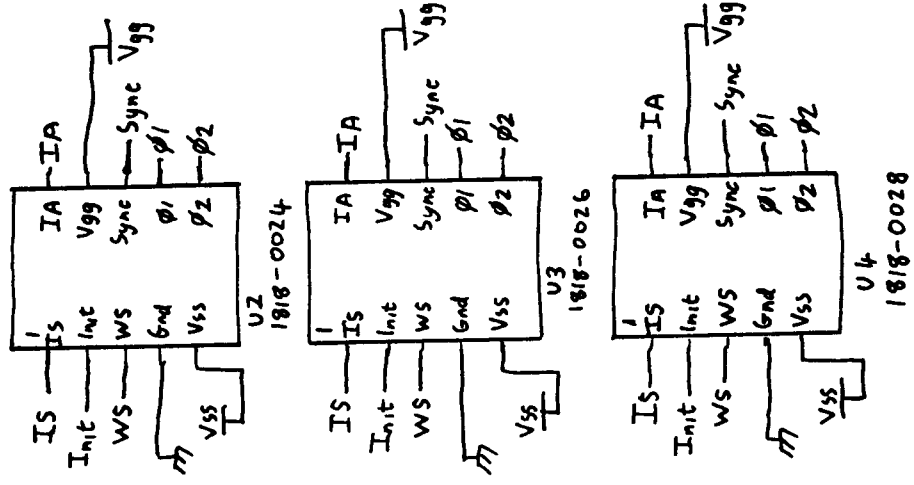 IS 1 IS IA IA
Init Init Vgg Vgg
WS WS Sync Sync
Gnd Ø1 Ø1
Vss Vss Ø2 Ø2
U2
1818-0024
IS 1 IS IA IA
Init Init Vgg Vgg
WS WS Sync Sync
Gnd Ø1 Ø1
Vss Vss Ø2 Ø2
U3
1818-0026
IS 1 IS IA IA
Init Init Vgg Vgg
WS WS Sync Sync
Gnd Ø1 Ø1
Vss Vss Ø2 Ø2
U4
1818-0028